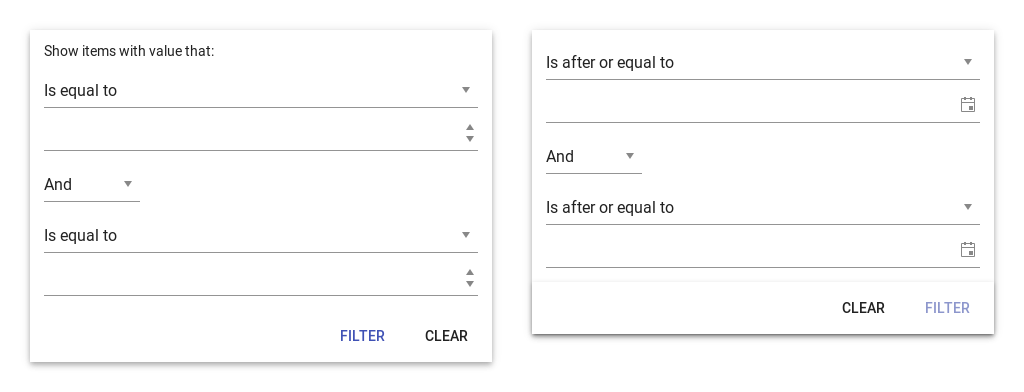 Show items with value that:
Is equal to
And
Is equal to
FILTER CLEAR
Is after or equal to
And
Is after or equal to
CLEAR FILTER